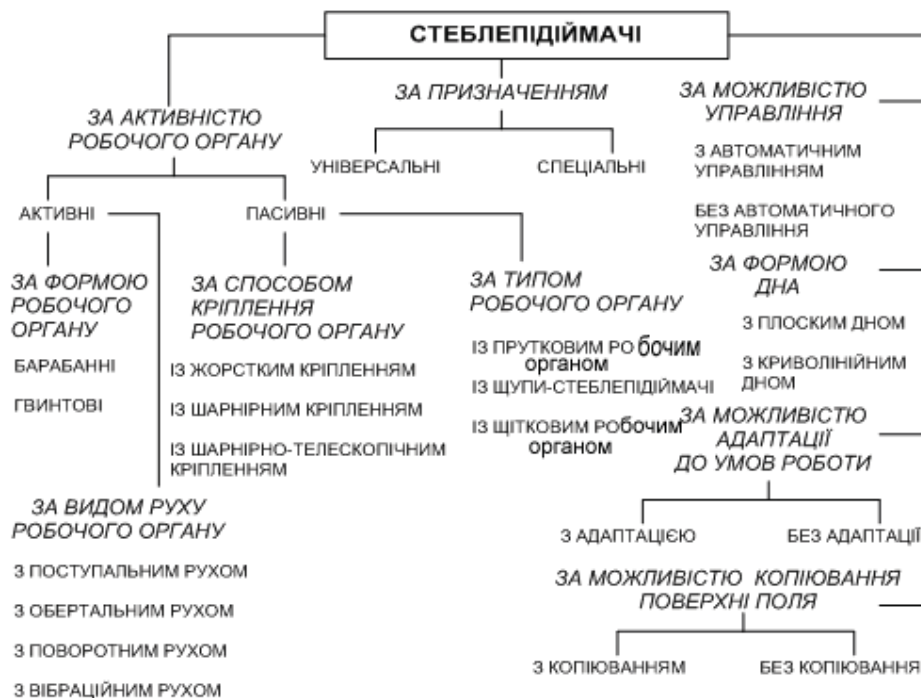 СТЕБЛЕПІДІЙМАЧІ
ЗА АКТИВНІСТЮ
РОБОЧОГО ОРГАНУ
АКТИВНІ
ПАСИВНІ
ЗА ФОРМОЮ
РОБОЧОГО
ОРГАНУ
БАРАБАННІ
ГВИНТОВІ
ЗА ВИДОМ РУХУ
РОБОЧОГО ОРГАНУ
З ПОСТУПАЛЬНИМ РУХОМ
З ОБЕРТАЛЬНИМ РУХОМ
З ПОВОРОТНИМ РУХОМ
З ВІБРАЦІЙНИМ РУХОМ
ЗА СПОСОБОМ
КРІПЛЕННЯ
РОБОЧОГО ОРГАНУ
ІЗ ЖОРСТКИМ КРІПЛЕННЯМ
ІЗ ШАРНІРНИМ КРІПЛЕННЯМ
ІЗ ШАРНІРНО-ТЕЛЕСКОПІЧНИМ
КРІПЛЕННЯМ
ЗА ТИПОМ
РОБОЧОГО ОРГАНУ
ІЗ ПРУТКОВИМ РО бочим
органом
ІЗ ЩУПИ-СТЕБЛЕПІДІЙМАЧІ
ІЗ ЩІТКОВИМ РОбочим
органом
ЗА ПРИЗНАЧЕННЯМ
УНІВЕРСАЛЬНІ
СПЕЦІАЛЬНІ
ЗА МОЖЛИВІСТЮ
УПРАВЛІННЯ
З АВТОМАТИЧНИМ
УПРАВЛІННЯМ
БЕЗ АВТОМАТИЧНОГО
УПРАВЛІННЯ
ЗА ФОРМОЮ
ДНА
З ПЛОСКИМ ДНОМ
З КРИВОЛІНІЙНИМ
ДНОМ
ЗА МОЖЛИВІСТЮ
АДАПТАЦІЇ
ДО УМОВ РОБОТИ
З АДАПТАЦІЄЮ
БЕЗ АДАПТАЦІЇ
ЗА МОЖЛИВІСТЮ КОПІЮВАННЯ
ПОВЕРХНІ ПОЛЯ
З КОПІЮВАННЯМ
БЕЗ КОПІЮВАННЯ